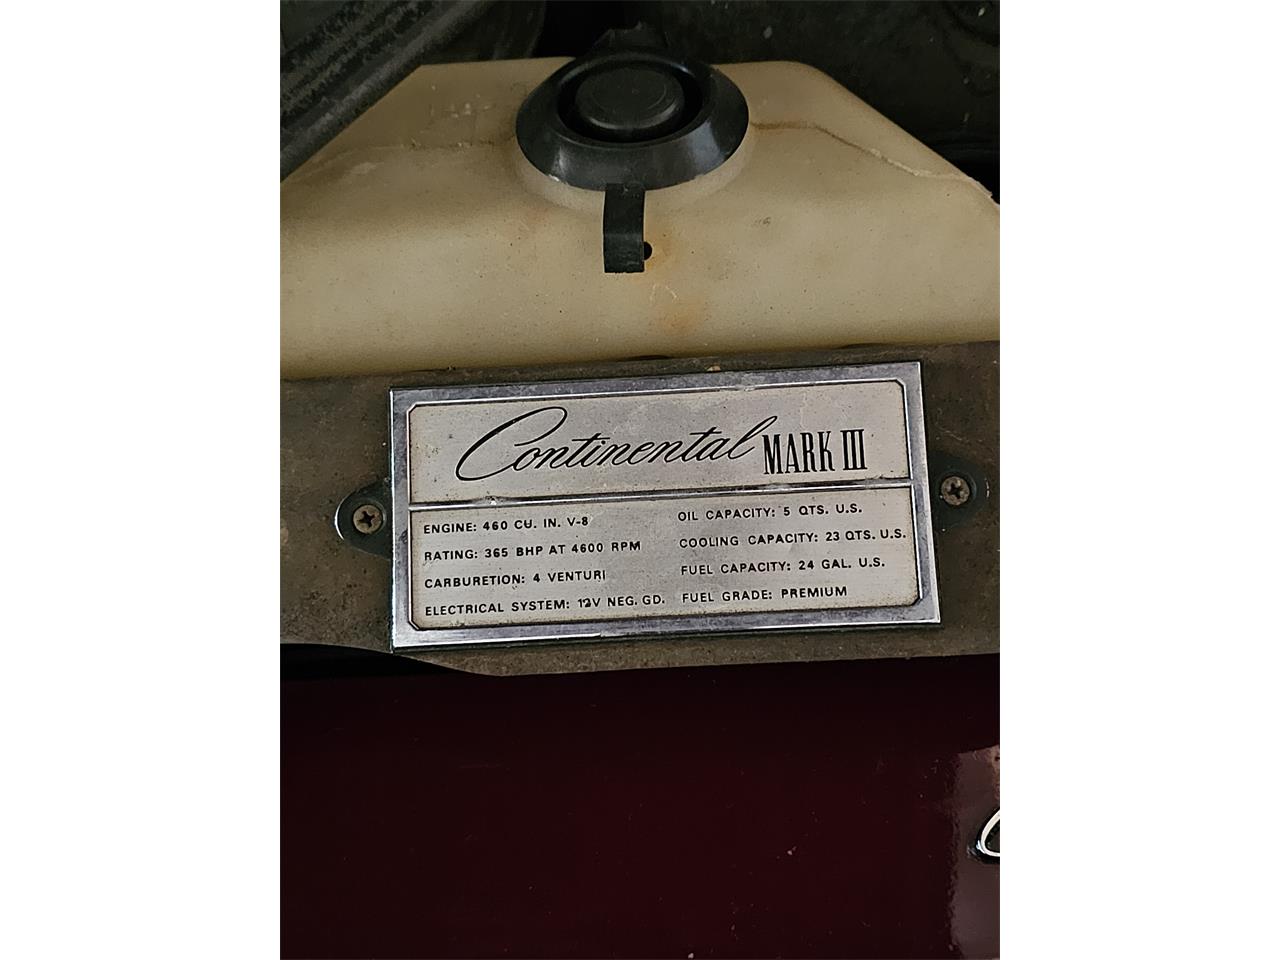 Continental MARK III
ENGINE: 460 CU. IN. V-8
RATING: 365 BHP AT 4600 RPM
CARBURETION: 4 VENTURI
ELECTRICAL SYSTEM: 12V NEG. GD.
OIL CAPACITY: 5 QTS. U.S.
COOLING CAPACITY: 23 QTS. U.S.
FUEL CAPACITY: 24 GAL. U.S.
FUEL GRADE: PREMIUM